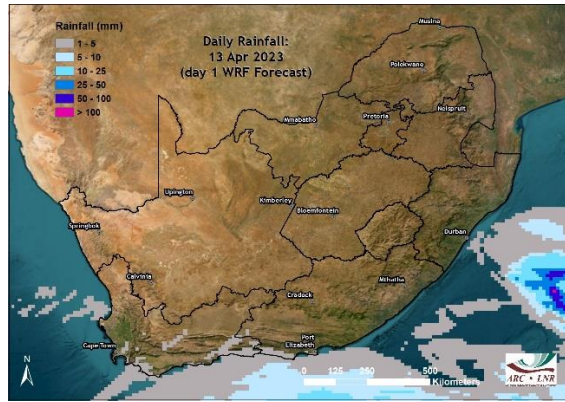 Rainfall (mm)
1 - 5
5 - 10
10 - 25
25 - 50
50 - 100
> 100
Daily Rainfall:
13 Apr 2023
(day 1 WRF Forecast)
Musina
Polokwane
Nelspruit
Pretoria
Mmabatho
Upington
Kimberley
Bloemfontein
Springbok
Durban
Calvinia
Mthatha
Cradock
Cape Town
Port
Elizabeth
N
0 125 250 500
Kilometers
ARC • LNR